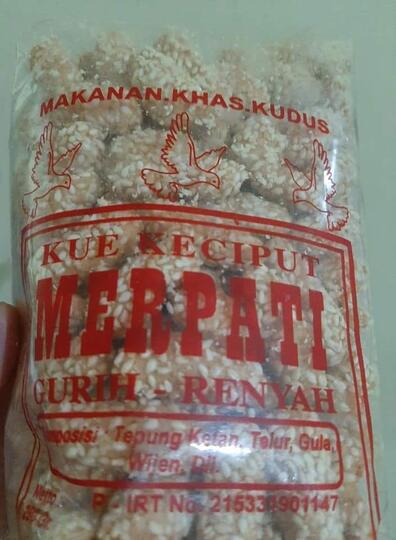 MAKANAN.KHAS.KUDUS
KUE KECIPUT
MERPATI
GURIH - RENYAH
Komposisi : Tepung Ketan, Telur, Gula,
Wijen, Dll.
P - IRT No. 215331901147